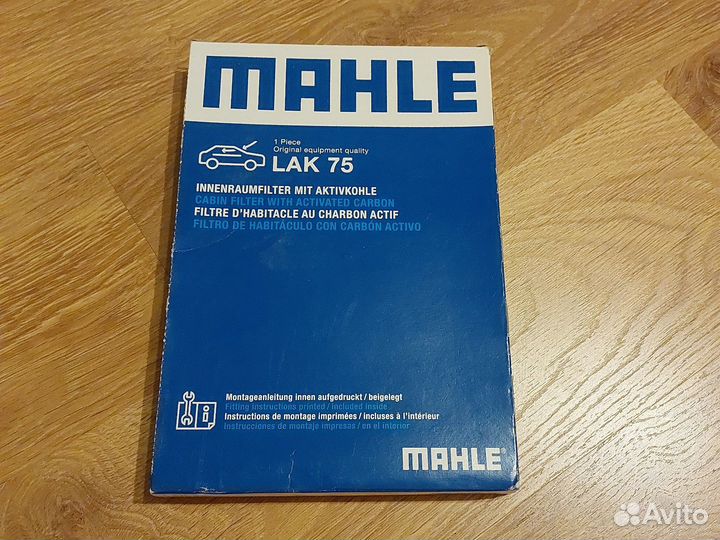 MAHLE
1 Piece
Original equipment quality
LAK 75
INNENRAUMFILTER MIT AKTIVKOHLE
CABIN FILTER WITH ACTIVATED CARBON
FILTRE D'HABITACLE AU CHARBON ACTIF
FILTRO DE HABITÁCULO CON CARBÓN ACTIVO
Montageanleitung innen aufgedruckt / beigelegt
Fitting instructions printed / included inside
Instructions de montage imprimées / incluses à l'intérieur
Instrucciones de montaje impresas / en el interior
MAHLE®
Avito